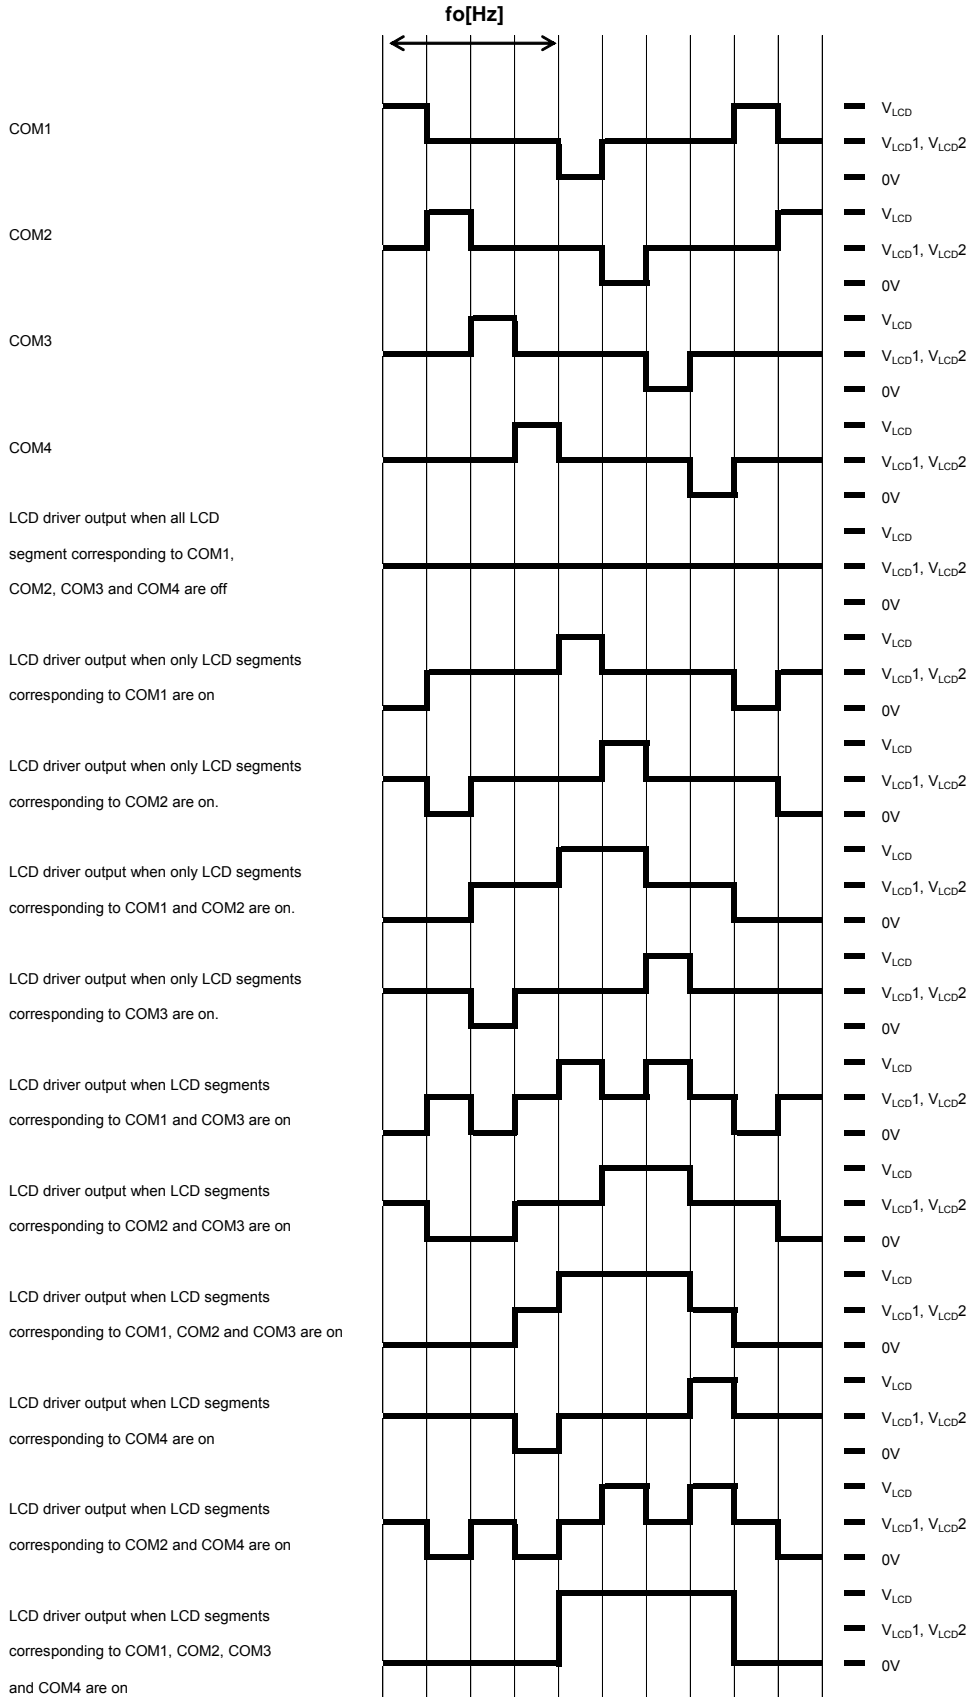 fo[Hz]
COM1
VLCD
VLCD1, VLCD2
0V
COM2
VLCD
VLCD1, VLCD2
0V
COM3
VLCD
VLCD1, VLCD2
0V
COM4
VLCD
VLCD1, VLCD2
0V
LCD driver output when all LCD
segment corresponding to COM1,
COM2, COM3 and COM4 are off
VLCD
VLCD1, VLCD2
0V
LCD driver output when only LCD segments
corresponding to COM1 are on
VLCD
VLCD1, VLCD2
0V
LCD driver output when only LCD segments
corresponding to COM2 are on.
VLCD
VLCD1, VLCD2
0V
LCD driver output when only LCD segments
corresponding to COM1 and COM2 are on.
VLCD
VLCD1, VLCD2
0V
LCD driver output when only LCD segments
corresponding to COM3 are on.
VLCD
VLCD1, VLCD2
0V
LCD driver output when LCD segments
corresponding to COM1 and COM3 are on
VLCD
VLCD1, VLCD2
0V
LCD driver output when LCD segments
corresponding to COM2 and COM3 are on
VLCD
VLCD1, VLCD2
0V
LCD driver output when LCD segments
corresponding to COM1, COM2 and COM3 are on
VLCD
VLCD1, VLCD2
0V
LCD driver output when LCD segments
corresponding to COM4 are on
VLCD
VLCD1, VLCD2
0V
LCD driver output when LCD segments
corresponding to COM2 and COM4 are on
VLCD
VLCD1, VLCD2
0V
LCD driver output when LCD segments
corresponding to COM1, COM2, COM3
and COM4 are on
VLCD
VLCD1, VLCD2
0V